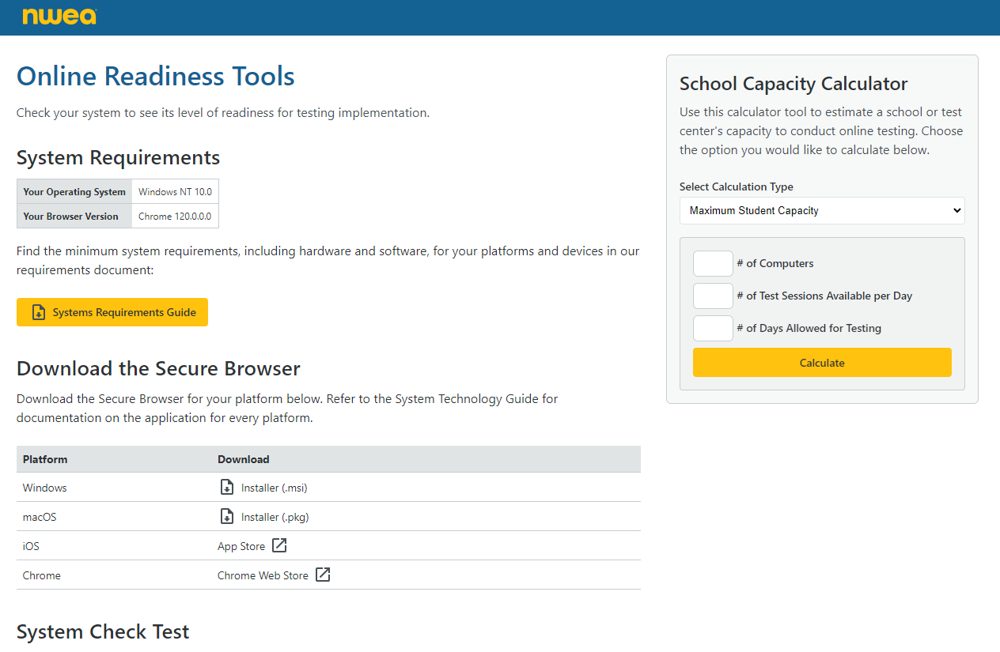 nwea
Online Readiness Tools
Check your system to see its level of readiness for testing implementation.
System Requirements
Your Operating System Windows NT 10.0
Your Browser Version Chrome 120.0.0.0
Find the minimum system requirements, including hardware and software, for your platforms and devices in our
requirements document:
Systems Requirements Guide
Download the Secure Browser
Download the Secure Browser for your platform below. Refer to the System Technology Guide for
documentation on the application for every platform.
Platform Download
Windows Installer (.msi)
macOS Installer (.pkg)
iOS App Store
Chrome Chrome Web Store
System Check Test
School Capacity Calculator
Use this calculator tool to estimate a school or test
center's capacity to conduct online testing. Choose
the option you would like to calculate below.
Select Calculation Type
Maximum Student Capacity
# of Computers
# of Test Sessions Available per Day
# of Days Allowed for Testing
Calculate